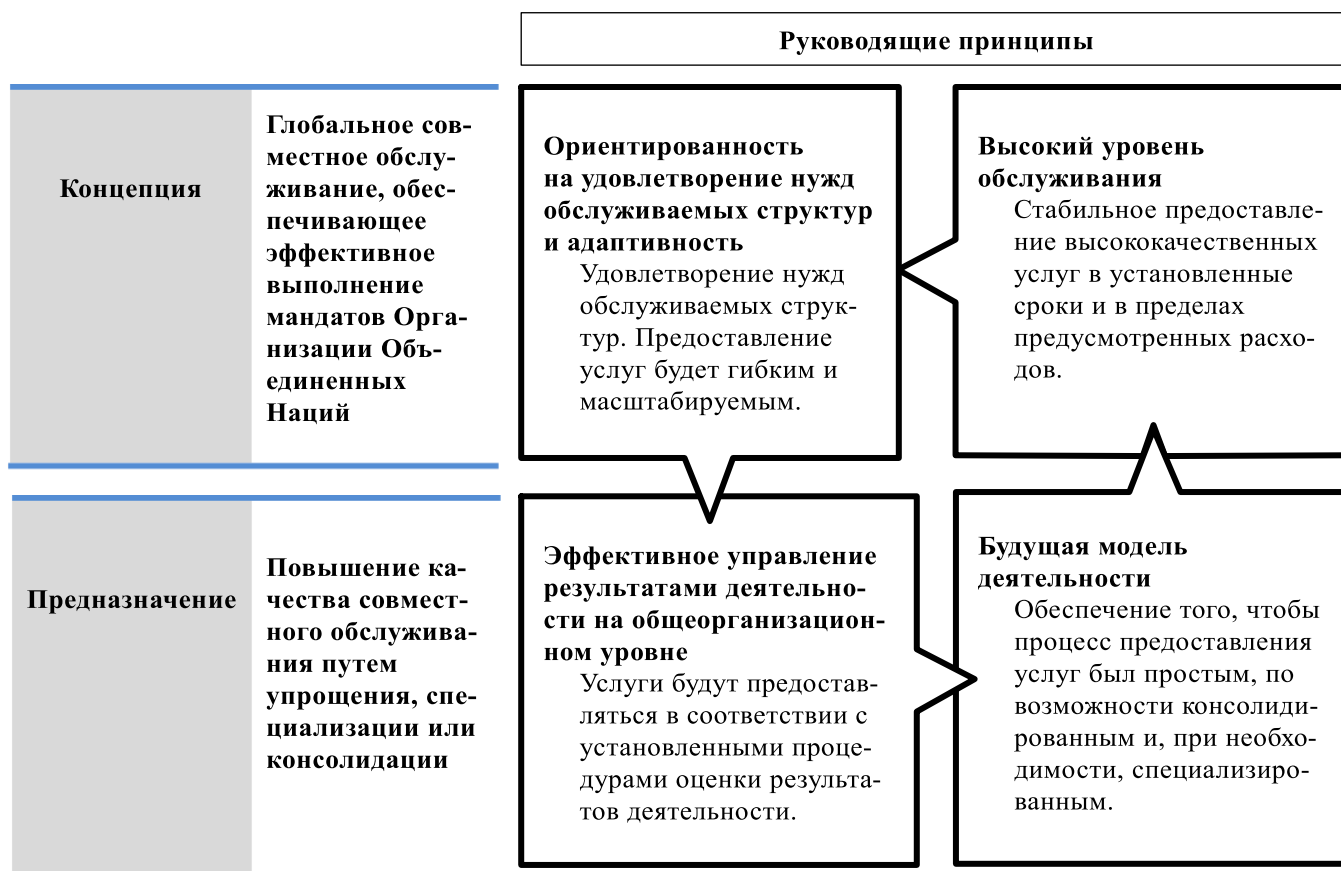 Руководящие принципы
Концепция
Глобальное сов-
местное обслу-
живание, обес-
печивающее
эффективное
выполнение
мандатов Орга-
низации Объ-
единенных
Наций
Ориентированность
на удовлетворение нужд
обслуживаемых структур
и адаптивность
Удовлетворение нужд
обслуживаемых струк-
тур. Предоставление
услуг будет гибким и
масштабируемым.
Высокий уровень
обслуживания
Стабильное предоставле-
ние высококачественных
услуг в установленные
сроки и в пределах
предусмотренных расхо-
дов.
Предназначение
Повышение ка-
чества совмест-
ного обслужива-
ния путем
упрощения, спе-
циализации или
консолидации
Эффективное управление
результатами деятельно-
сти на общеорганизацион-
ном уровне
Услуги будут предостав-
ляться в соответствии с
установленными проце-
дурами оценки результа-
тов деятельности.
Будущая модель
деятельности
Обеспечение того, чтобы
процесс предоставления
услуг был простым, по
возможности консолиди-
рованным и, при необхо-
димости, специализиро-
ванным.